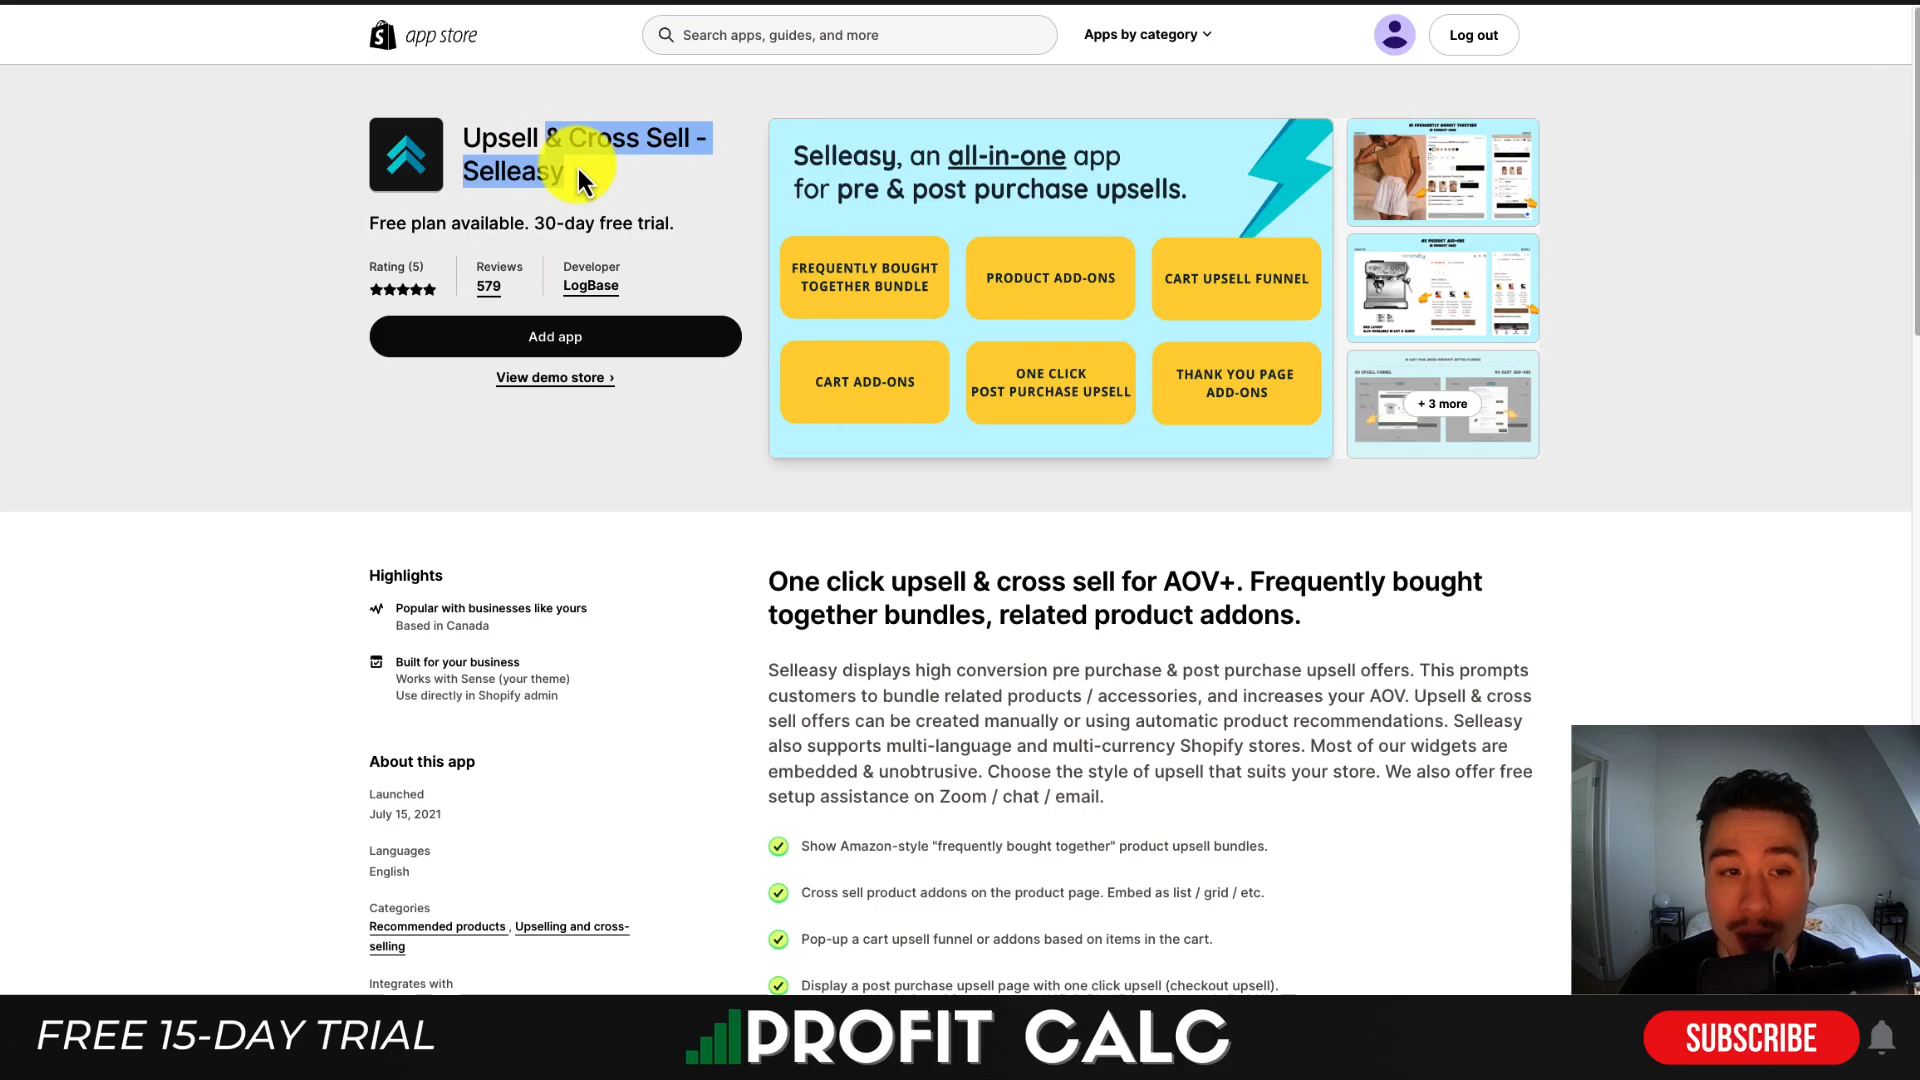 app store
Search apps, guides, and more
Apps by category
Log out
Upsell & Cross Sell -
Selleasy
Free plan available. 30-day free trial.
Rating (5)
Reviews
579
Developer
LogBase
Add app
View demo store ›
Selleasy, an all-in-one app
for pre & post purchase upsells.
FREQUENTLY BOUGHT
TOGETHER BUNDLE
PRODUCT ADD-ONS
CART UPSELL FUNNEL
CART ADD-ONS
ONE CLICK
POST PURCHASE UPSELL
THANK YOU PAGE
ADD-ONS
+ 3 more
Highlights
Popular with businesses like yours
Based in Canada
Built for your business
Works with Sense (your theme)
Use directly in Shopify admin
About this app
Launched
July 15, 2021
Languages
English
Categories
Recommended products , Upselling and cross-
selling
Integrates with
One click upsell & cross sell for AOV+. Frequently bought
together bundles, related product addons.
Selleasy displays high conversion pre purchase & post purchase upsell offers. This prompts
customers to bundle related products / accessories, and increases your AOV. Upsell & cross
sell offers can be created manually or using automatic product recommendations. Selleasy
also supports multi-language and multi-currency Shopify stores. Most of our widgets are
embedded & unobtrusive. Choose the style of upsell that suits your store. We also offer free
setup assistance on Zoom / chat / email.
Show Amazon-style "frequently bought together" product upsell bundles.
Cross sell product addons on the product page. Embed as list / grid / etc.
Pop-up a cart upsell funnel or addons based on items in the cart.
Display a post purchase upsell page with one click upsell (checkout upsell).
FREE 15-DAY TRIAL
PROFIT CALC
SUBSCRIBE